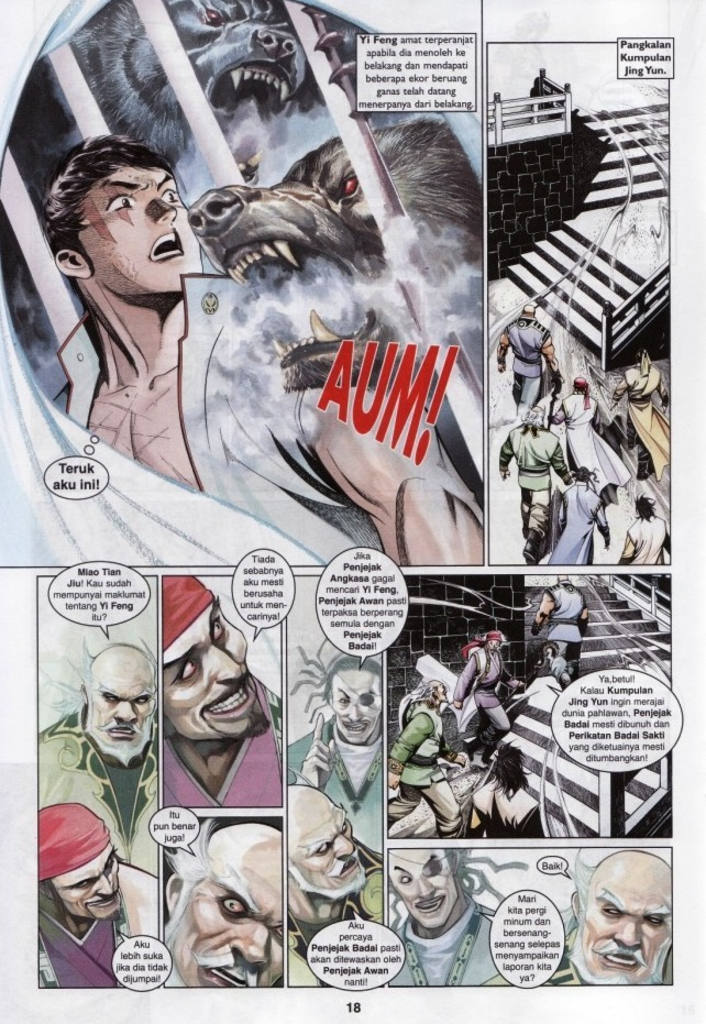 Yi Feng amat terperanjat
apabila dia menoleh ke
belakang dan mendapati
beberapa ekor beruang
ganas telah datang
menerpanya dari belakang.
AUM!
Teruk
aku ini!
Pangkalan
Kumpulan
Jing Yun.
Miao Tian
Jiu! Kau sudah
mempunyai maklumat
tentang Yi Feng
itu?
Tiada
sebabnya
aku mesti
berusaha
untuk men-
carinya!
Aku
lebih suka
jika dia tidak
dijumpai!
Itu
pun benar
juga!
Jika
Penjejak
Angkasa gagal
mencari Yi Feng,
Penjejak Awan pasti
terpaksa berperang
semula dengan
Penjejak
Badai!
Aku
percaya
Penjejak Badai pasti
akan ditewaskan oleh
Penjejak Awan
nanti!
Ya,betul!
Kalau Kumpulan
Jing Yun ingin merajai
dunia pahlawan, Penjejak
Badai mesti dibunuh dan
Perikatan Badai Sakti
yang diketuainya mesti
ditumbangkan!
Mari
kita pergi
minum dan
bersenang-
senang selepas
menyampaikan
laporan kita
ya?
Baik!
18